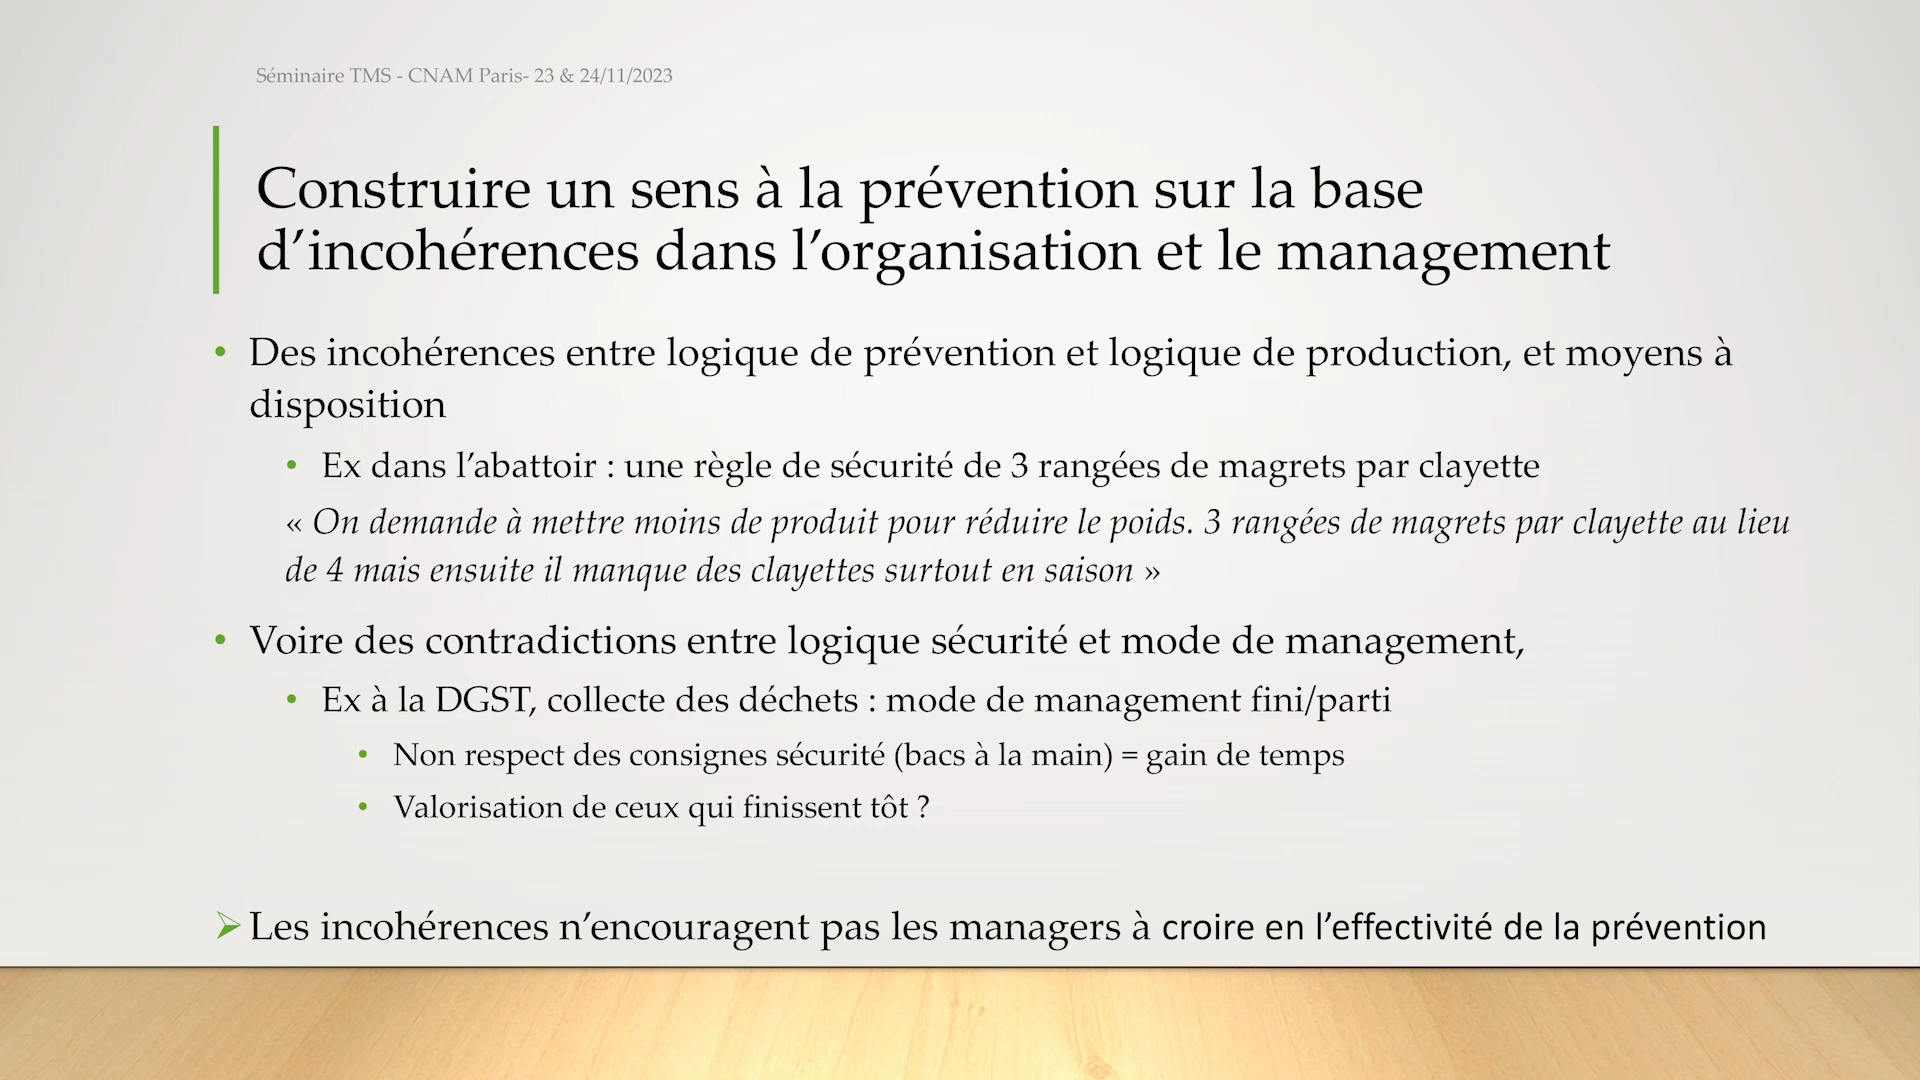 Séminaire TMS - CNAM Paris- 23 & 24/11/2023
Construire un sens à la prévention sur la base
d’incohérences dans l’organisation et le management
• Des incohérences entre logique de prévention et logique de production, et moyens à
disposition
• Ex dans l’abattoir : une règle de sécurité de 3 rangées de magrets par clayette
« On demande à mettre moins de produit pour réduire le poids. 3 rangées de magrets par clayette au lieu
de 4 mais ensuite il manque des clayettes surtout en saison »
• Voire des contradictions entre logique sécurité et mode de management,
• Ex à la DGST, collecte des déchets : mode de management fini/parti
• Non respect des consignes sécurité (bacs à la main) = gain de temps
• Valorisation de ceux qui finissent tôt ?
➢ Les incohérences n’encouragent pas les managers à croire en l’effectivité de la prévention